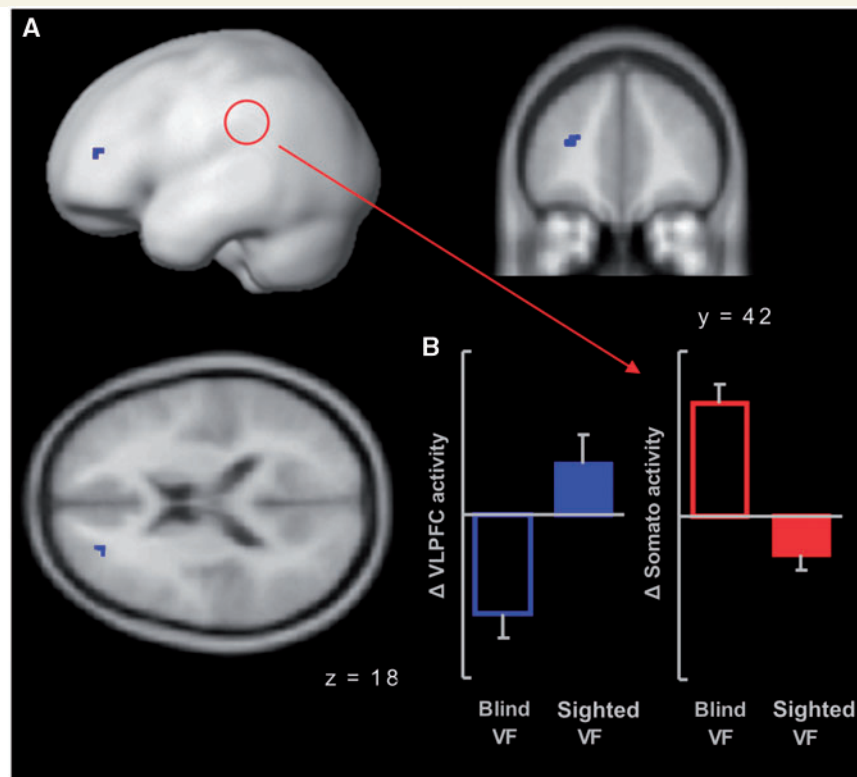 A
y = 42
B
Δ VLPFC activity
Δ Somato activity
z = 18
Blind VF
Sighted VF
Blind VF
Sighted VF